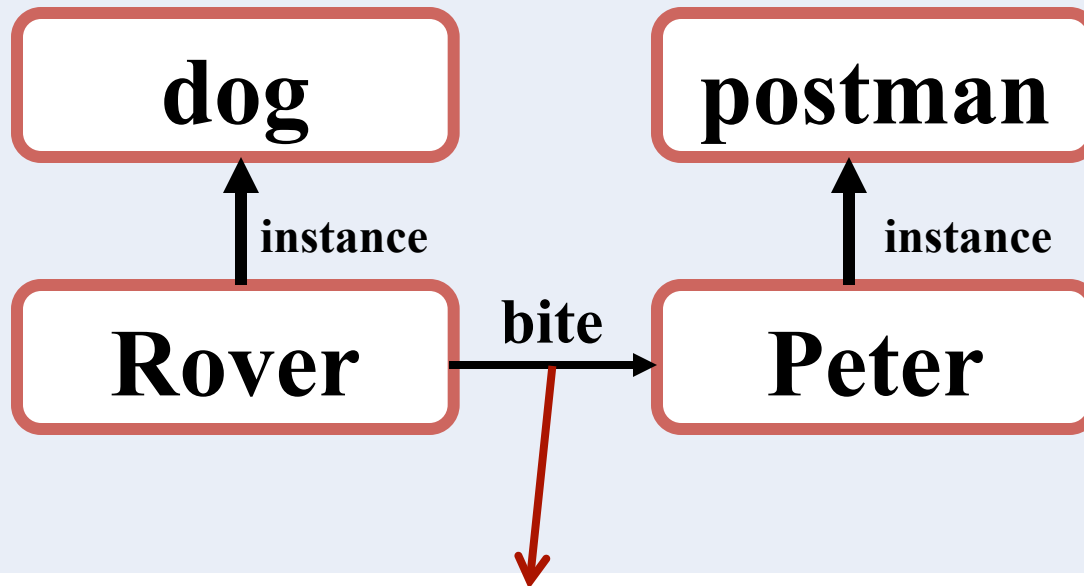 dog
postman
instance
instance
bite
Rover
Peter